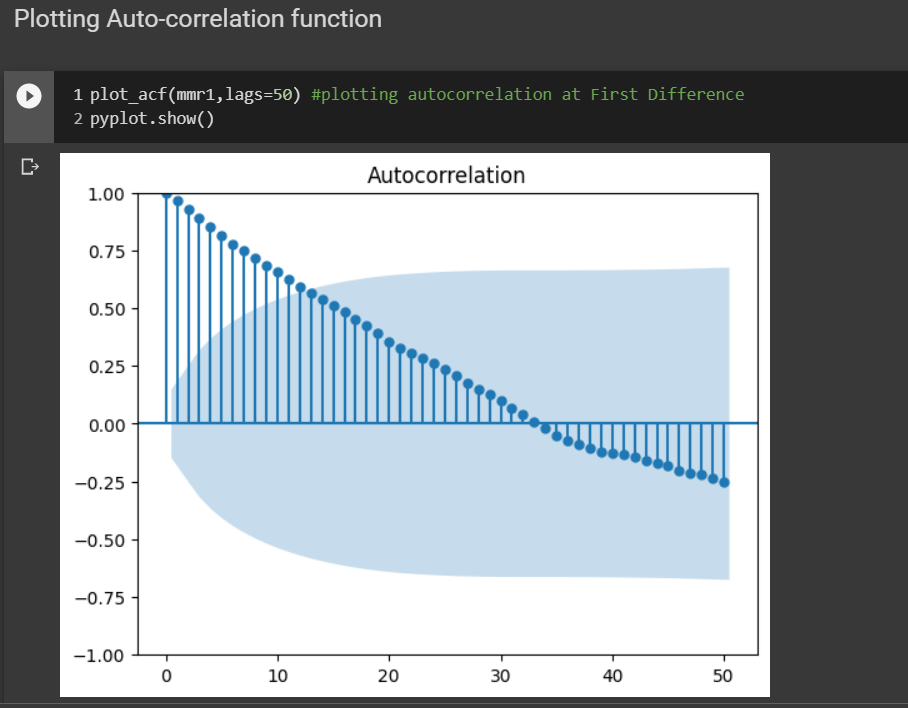 Plotting Auto-correlation function
1 plot_acf(mmr1,lags=50) #plotting autocorrelation at First Difference
2 pyplot.show()
Autocorrelation
1.00
0.75
0.50
0.25
0.00
−0.25
−0.50
−0.75
−1.00
0 10 20 30 40 50